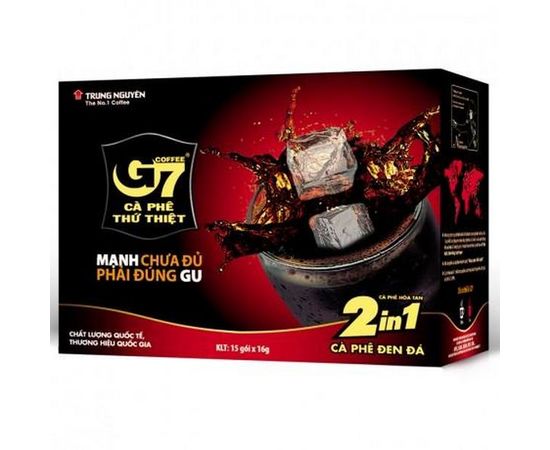 TRUNG NGUYÊN
The No.1 Coffee
COFFEE
G7®
CÀ PHÊ
THỨ THIỆT
MẠNH CHƯA ĐỦ
PHẢI ĐÚNG GU
CHẤT LƯỢNG QUỐC TẾ,
THƯƠNG HIỆU QUỐC GIA
KLT: 15 gói x 16g
CÀ PHÊ HÒA TAN
2in1
CÀ PHÊ ĐEN ĐÁ